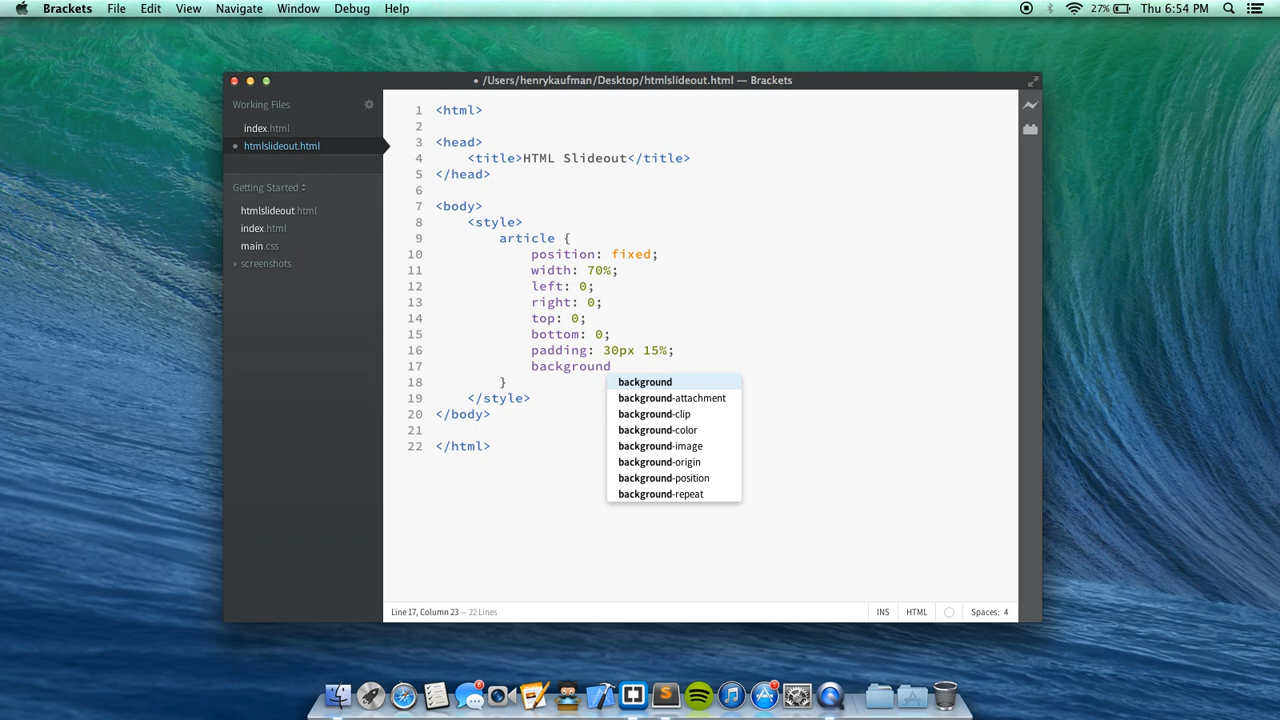 Brackets File Edit View Navigate Window Debug Help 27% Thu 6:54 PM
• /Users/henrykaufman/Desktop/htmlslideout.html — Brackets
Working Files
index.html
htmlslideout.html
Getting Started
htmlslideout.html
index.html
main.css
screenshots
1 <html>
2
3 <head>
4 <title>HTML Slideout</title>
5 </head>
6
7 <body>
8 <style>
9 article {
10 position: fixed;
11 width: 70%;
12 left: 0;
13 right: 0;
14 top: 0;
15 bottom: 0;
16 padding: 30px 15%;
17 background
18 }
19 </style>
20 </body>
21
22 </html>
background
background-attachment
background-clip
background-color
background-image
background-origin
background-position
background-repeat
Line 17, Column 23 — 22 Lines
INS HTML Spaces: 4